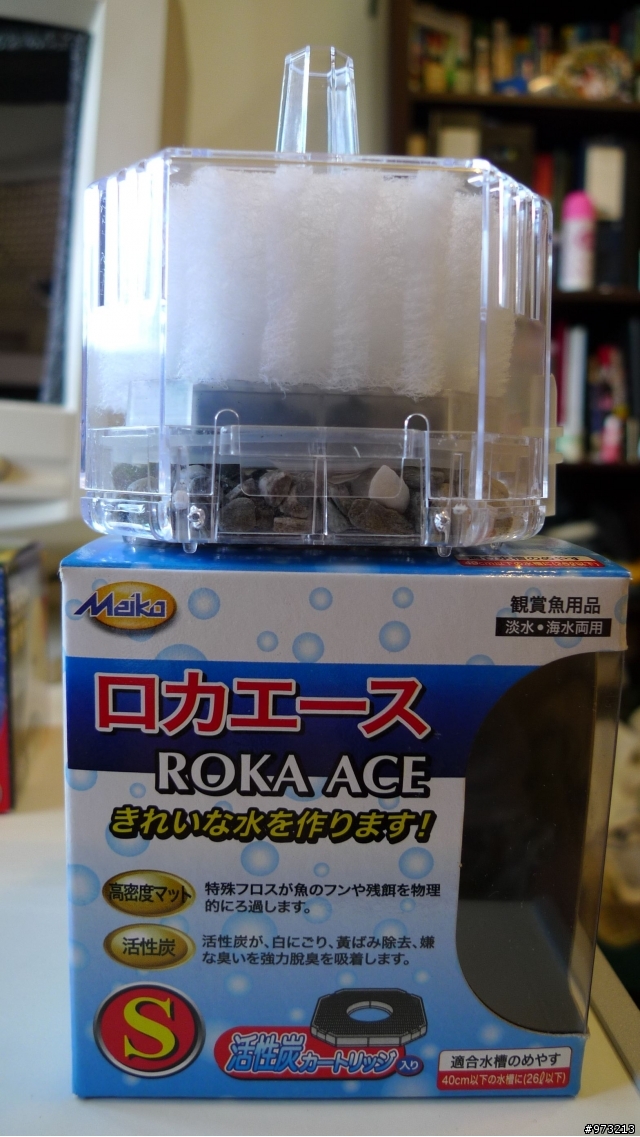 Meiko
観賞魚用品
淡水・海水両用
ロカエース
ROKA ACE
きれいな水を作ります!
高密度マット
特殊フロスが魚のフンや残餌を物理
的にろ過します。
活性炭
活性炭が、白にごり、黄ばみ除去、嫌
な臭いを強力脱臭を吸着します。
S
活性炭カートリッジ入り
適合水槽のめやす
40cm以下の水槽に(26ℓ以下)
#973213